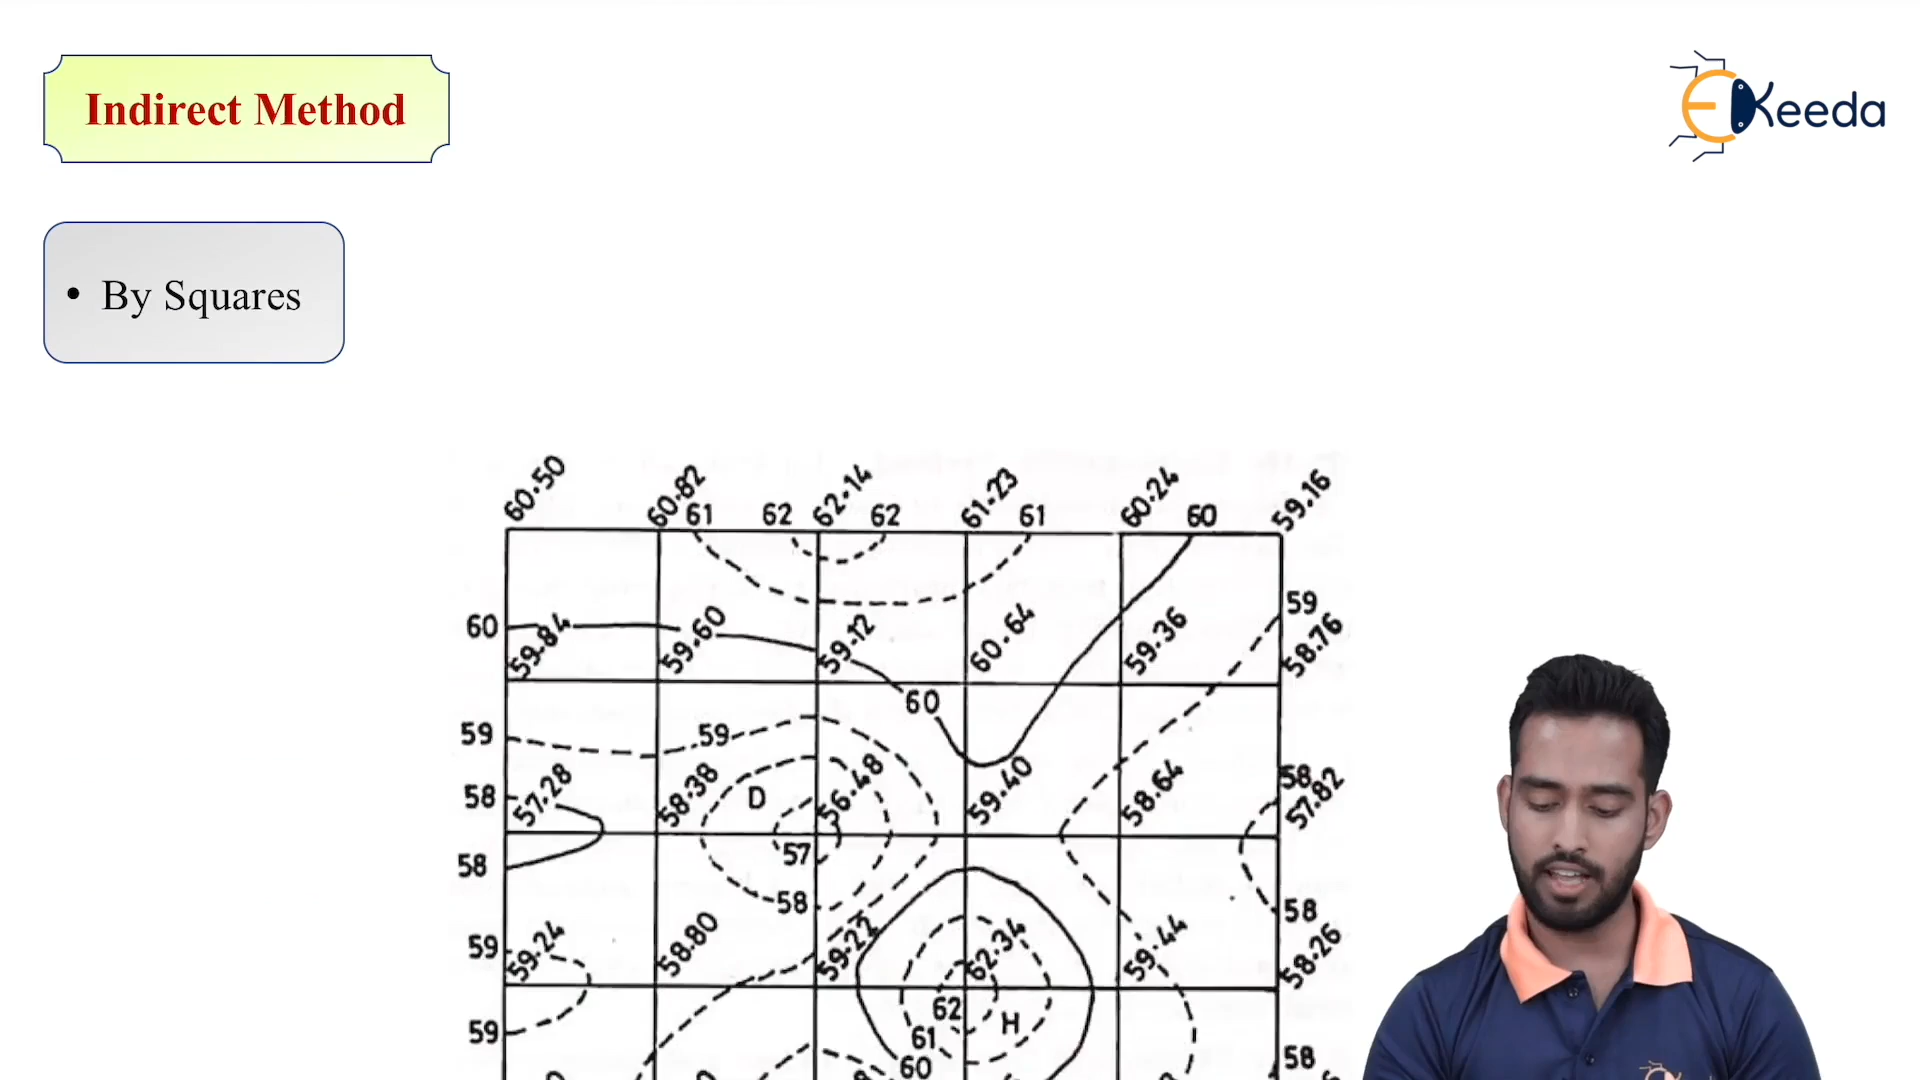 Indirect Method
EKeeda
• By Squares
60.50 60.82 62.14 61.23 60.24 59.16
61 62 62 61 60
59
60 59.84 59.60 59.12 60.64 59.36 58.76
60
59 59
58 57.28 58.38 D 56.48 59.40 58.64 58 57.82
57
58
58 58
59 59.24 58.80 59.22 62.34 59.44 58.26
62 H
59 61
60 58